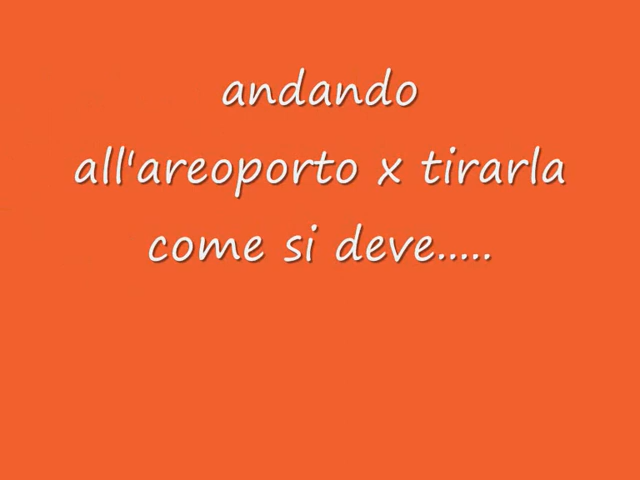 andando
all'areoporto x tirarla
come si deve.....